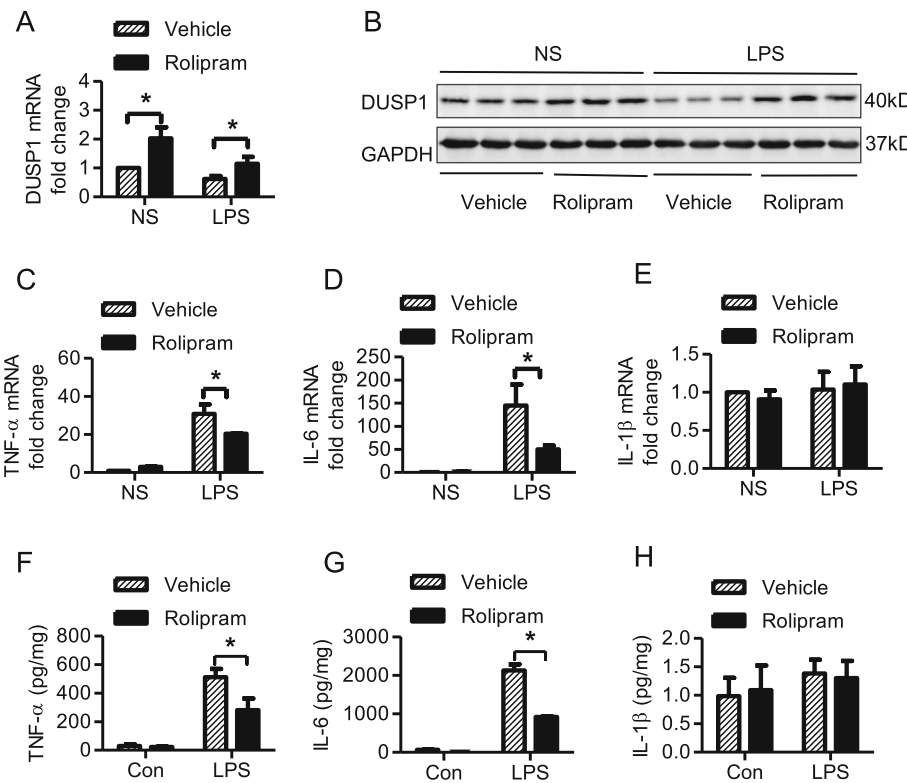 A
Vehicle
Rolipram
DUSP1 mRNA
fold change
4
3
2
1
0
*
*
NS
LPS
B
NS
LPS
DUSP1
40kD
GAPDH
37kD
Vehicle
Rolipram
Vehicle
Rolipram
C
Vehicle
Rolipram
TNF-α mRNA
fold change
60
40
20
0
*
NS
LPS
D
Vehicle
Rolipram
IL-6 mRNA
fold change
250
200
150
100
50
0
*
NS
LPS
E
Vehicle
Rolipram
IL-1β mRNA
fold change
1.5
1.0
0.5
0.0
NS
LPS
F
Vehicle
Rolipram
TNF-α (pg/mg)
800
600
400
200
0
*
Con
LPS
G
Vehicle
Rolipram
IL-6 (pg/mg)
3000
2000
1000
0
*
Con
LPS
H
Vehicle
Rolipram
IL-1β (pg/mg)
2.0
1.5
1.0
0.5
0.0
Con
LPS